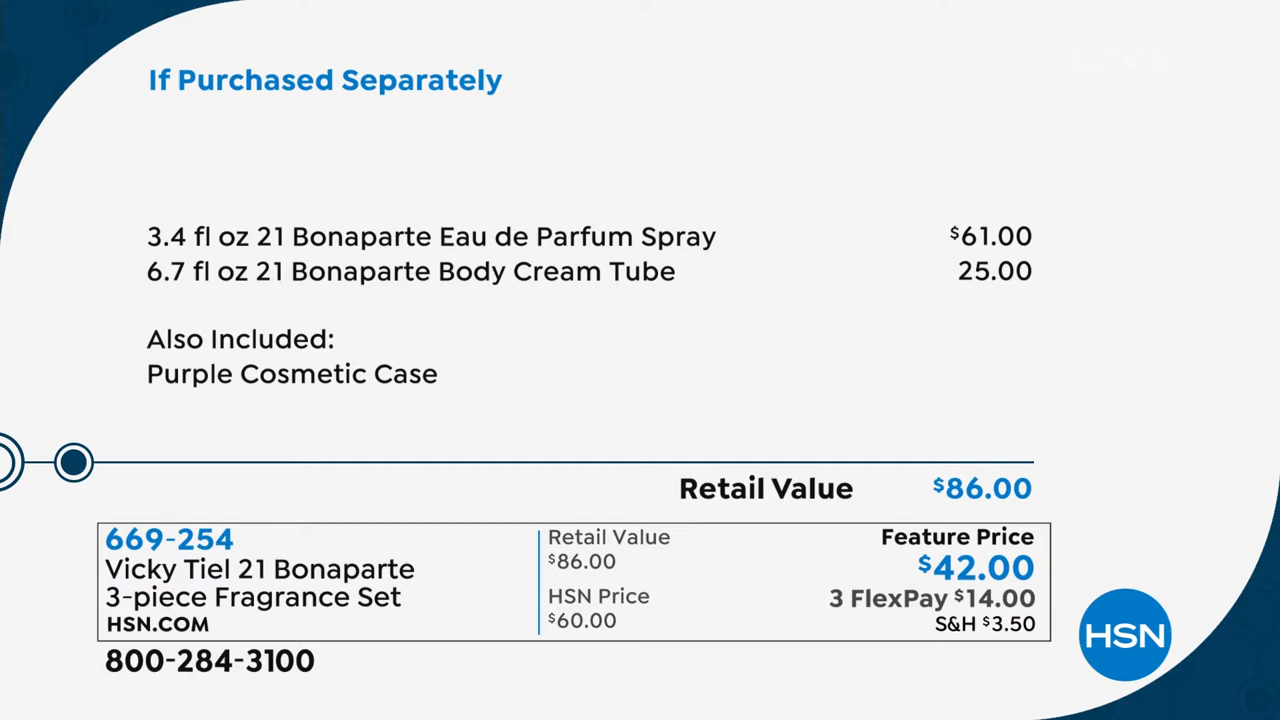 If Purchased Separately
3.4 fl oz 21 Bonaparte Eau de Parfum Spray $61.00
6.7 fl oz 21 Bonaparte Body Cream Tube 25.00
Also Included:
Purple Cosmetic Case
Retail Value $86.00
669-254
Vicky Tiel 21 Bonaparte
3-piece Fragrance Set
HSN.COM
Retail Value
$86.00
HSN Price
$60.00
Feature Price
$42.00
3 FlexPay $14.00
S&H $3.50
800-284-3100
HSN